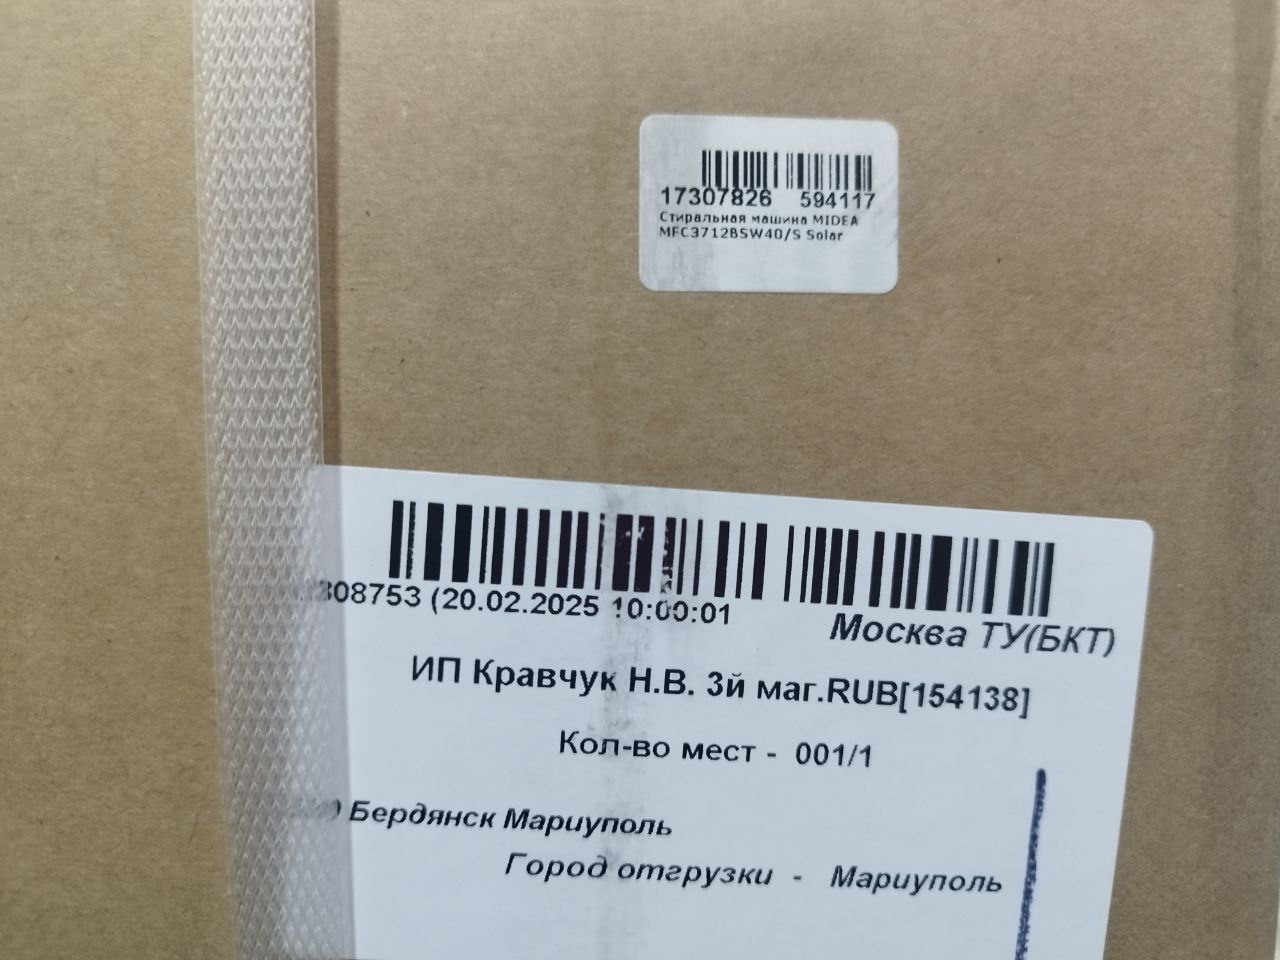 17307826 594117
Стиральная машина MIDEA
MFC3712BSW40/S Solar
308753 (20.02.2025 10:00:01
Москва ТУ(БКТ)
ИП Кравчук Н.В. 3й маг.RUB[154138]
Кол-во мест - 001/1
) Бердянск Мариуполь
Город отгрузки - Мариуполь